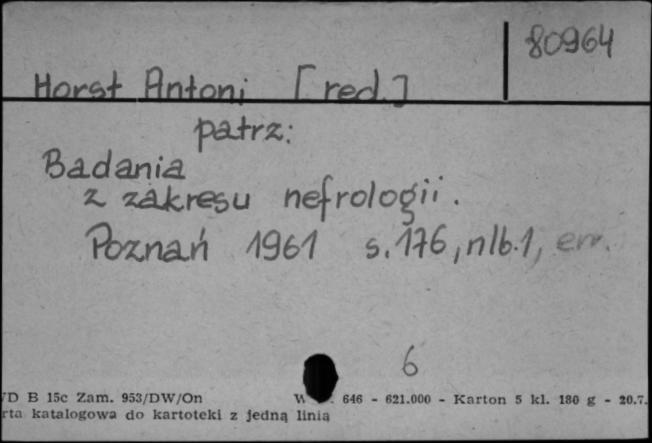 80964
Horst Antoni [red.]
patrz:
Badania
z zakresu nefrologii.
Poznań 1961 s. 176, nlb. 1, err.
6
/D B 15c Zam. 953/DW/On W 646 - 621.000 - Karton 5 kl. 180 g - 20.7.
rta katalogowa do kartoteki z jedną linią